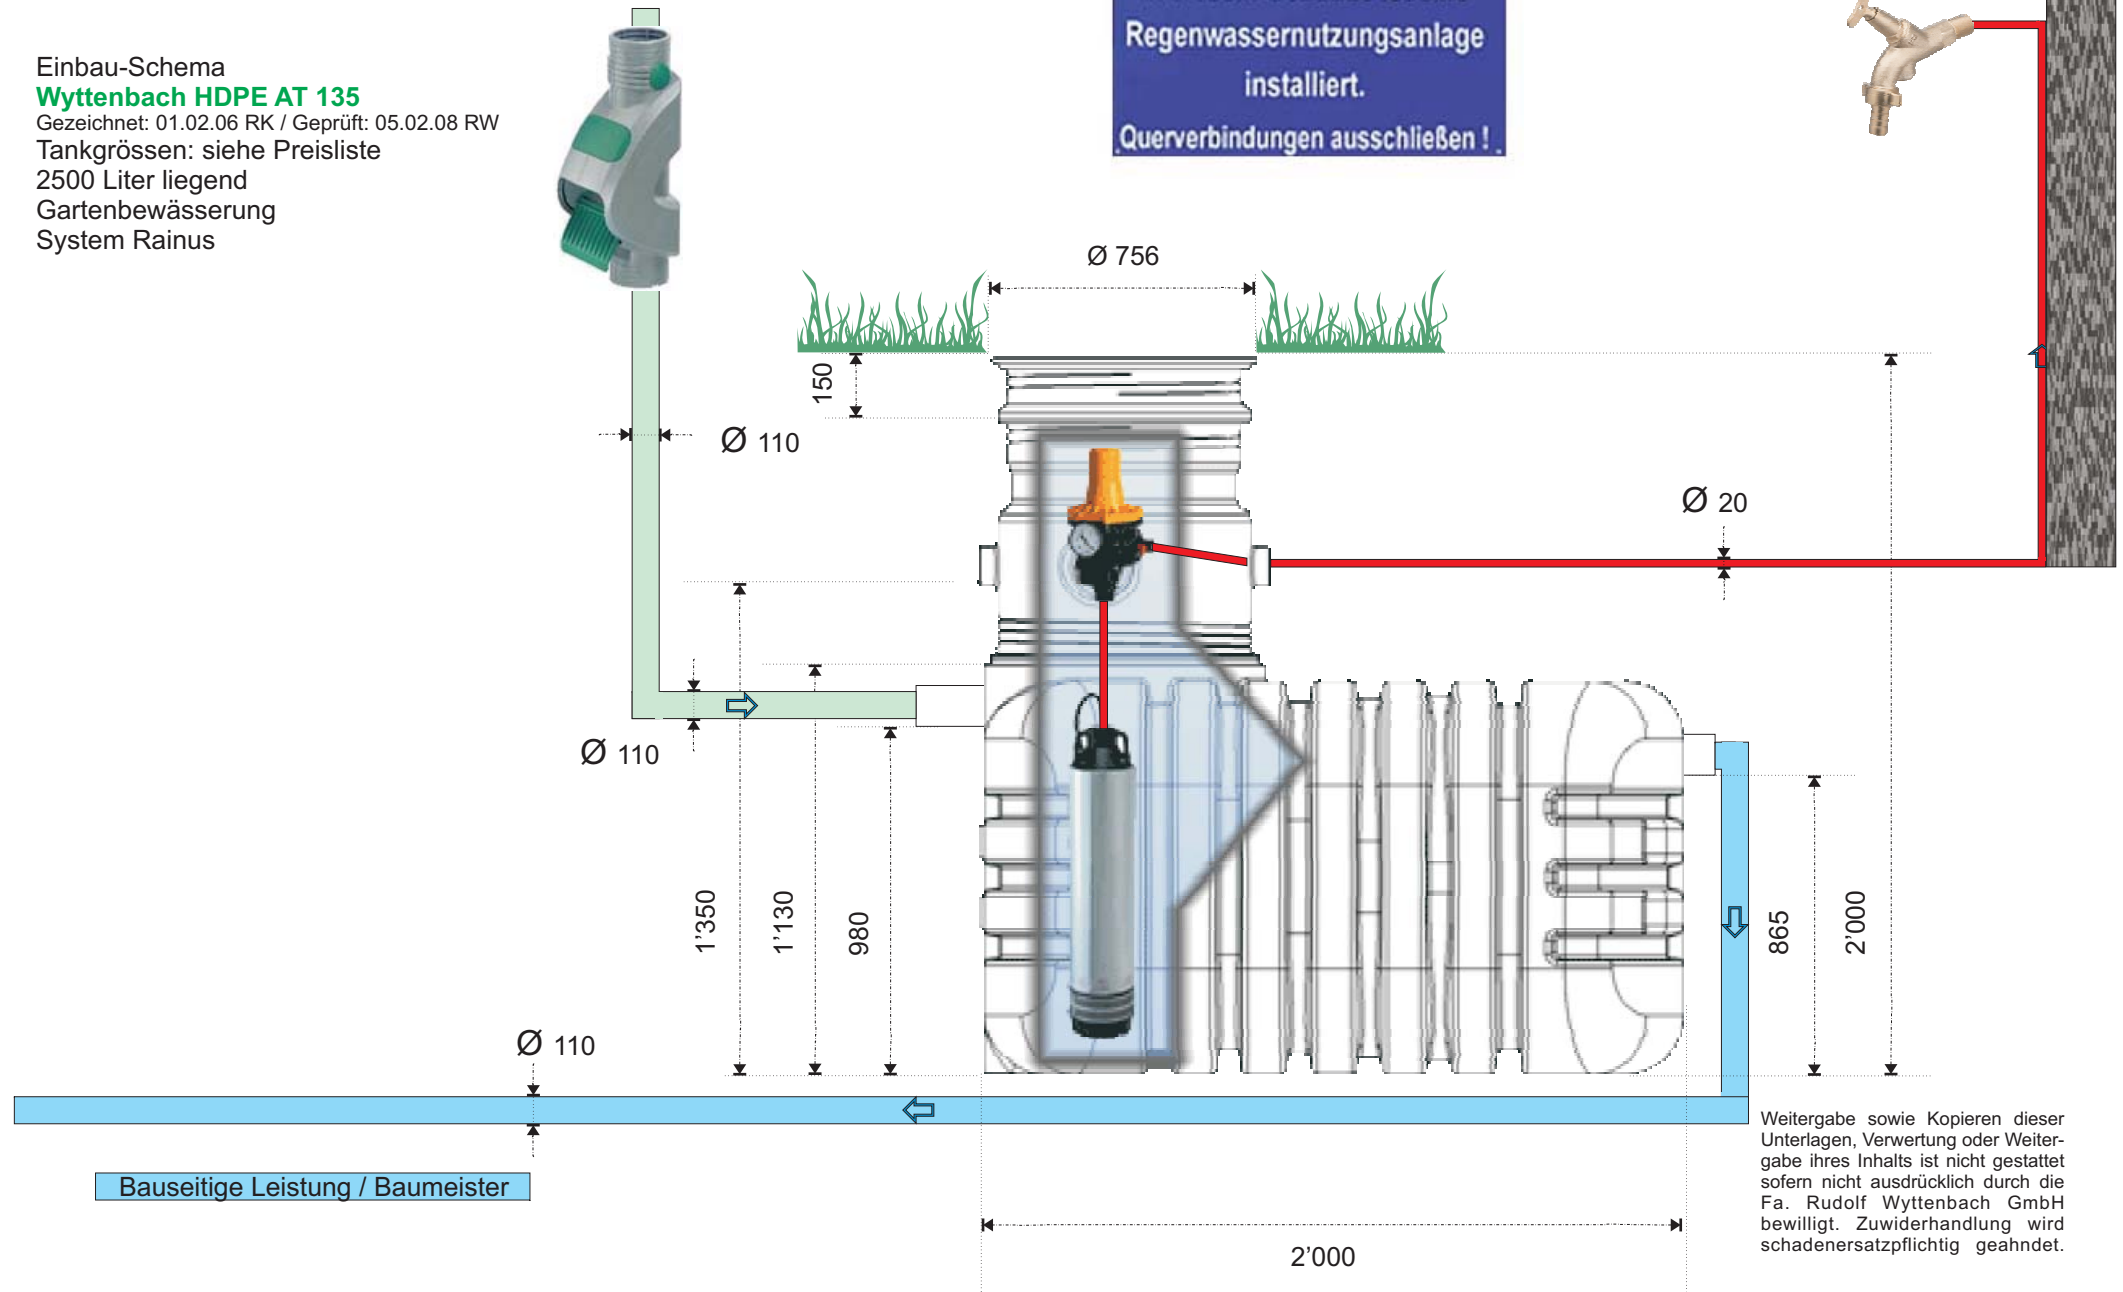 Einbau-Schema
Wyttenbach HDPE AT 135
Gezeichnet: 01.02.06 RK / Geprüft: 05.02.08 RW
Tankgrössen: siehe Preisliste
2500 Liter liegend
Gartenbewässerung
System Rainus
Regenwassernutzungsanlage
installiert.
Querverbindungen ausschließen !
Ø 756
150
Ø 110
Ø 20
Ø 110
1’350
1’130
980
865
2’000
Ø 110
Bauseitige Leistung / Baumeister
2’000
Weitergabe sowie Kopieren dieser
Unterlagen, Verwertung oder Weiter-
gabe ihres Inhalts ist nicht gestattet
sofern nicht ausdrücklich durch die
Fa. Rudolf Wyttenbach GmbH
bewilligt. Zuwiderhandlung wird
schadenersatzpflichtig geahndet.